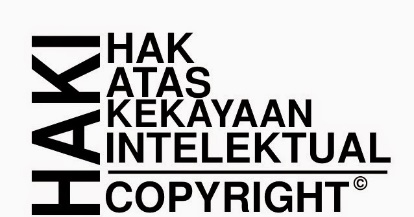 HAKI
HAK
ATAS
KEKAYAAN
INTELEKTUAL
COPYRIGHT©